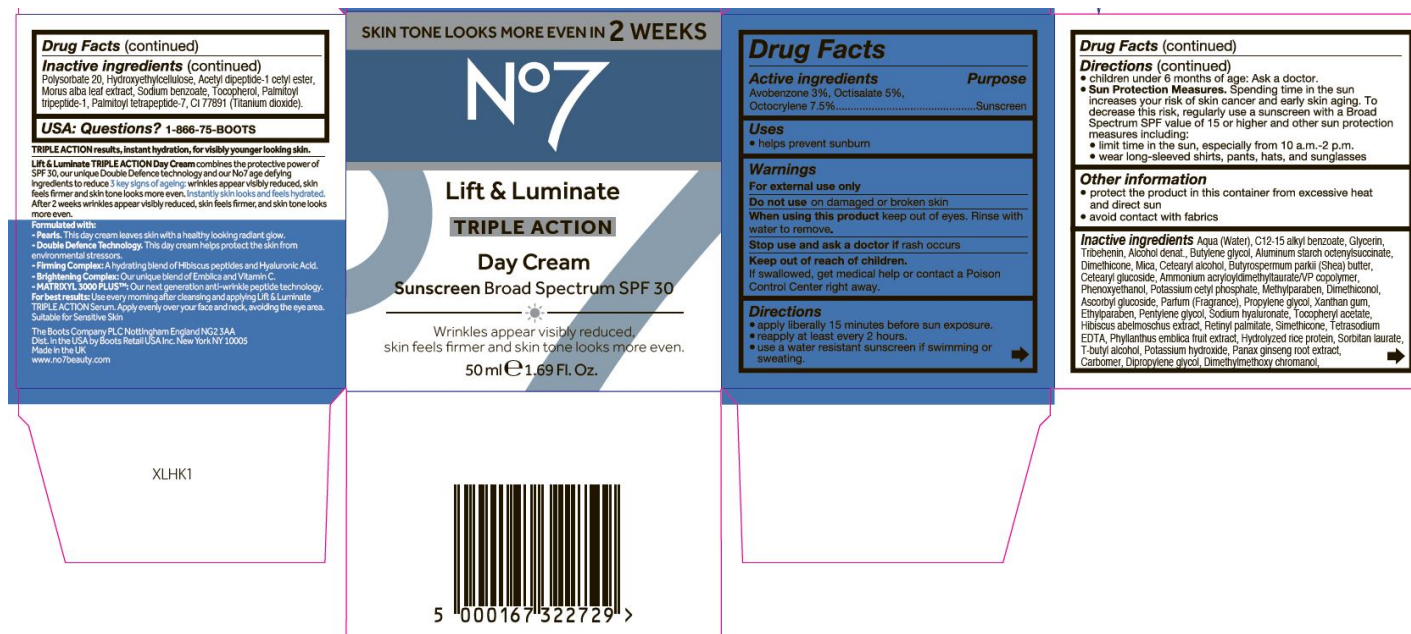 Drug Facts (continued)
Inactive ingredients (continued)
Polysorbate 20, Hydroxyethylcellulose, Acetyl dipeptide-1 cetyl ester,
Morus alba leaf extract, Sodium benzoate, Tocopherol, Palmitoyl
tripeptide-1, Palmitoyl tetrapeptide-7, CI 77891 (Titanium dioxide).
USA: Questions? 1-866-75-BOOTS
TRIPLE ACTION results, instant hydration, for visibly younger looking skin.
Lift & Luminate TRIPLE ACTION Day Cream combines the protective power of
SPF 30, our unique Double Defence technology and our No7 age defying
ingredients to reduce 3 key signs of ageing: wrinkles appear visibly reduced, skin
feels firmer and skin tone looks more even. Instantly skin looks and feels hydrated.
After 2 weeks wrinkles appear visibly reduced, skin feels firmer, and skin tone looks
more even.
Formulated with:
- Pearls. This day cream leaves skin with a healthy looking radiant glow.
- Double Defence Technology. This day cream helps protect the skin from
environmental stressors.
- Firming Complex: A hydrating blend of Hibiscus peptides and Hyaluronic Acid.
- Brightening Complex: Our unique blend of Emblica and Vitamin C.
- MATRIXYL 3000 PLUS™: Our next generation anti-wrinkle peptide technology.
For best results: Use every morning after cleansing and applying Lift & Luminate
TRIPLE ACTION Serum. Apply evenly over your face and neck, avoiding the eye area.
Suitable for Sensitive Skin
The Boots Company PLC Nottingham England NG2 3AA
Dist. in the USA by Boots Retail USA Inc. New York NY 10005
Made in the UK
www.no7beauty.com
XLHK1
SKIN TONE LOOKS MORE EVEN IN 2 WEEKS
Nº7
Lift & Luminate
TRIPLE ACTION
Day Cream
Sunscreen Broad Spectrum SPF 30
Wrinkles appear visibly reduced,
skin feels firmer and skin tone looks more even.
50 ml ℮ 1.69 Fl. Oz.
5 000167 322729 >
Drug Facts
Active ingredients Purpose
Avobenzone 3%, Octisalate 5%,
Octocrylene 7.5%................................................Sunscreen
Uses
• helps prevent sunburn
Warnings
For external use only
Do not use on damaged or broken skin
When using this product keep out of eyes. Rinse with
water to remove.
Stop use and ask a doctor if rash occurs
Keep out of reach of children.
If swallowed, get medical help or contact a Poison
Control Center right away.
Directions
• apply liberally 15 minutes before sun exposure.
• reapply at least every 2 hours.
• use a water resistant sunscreen if swimming or
sweating.
Drug Facts (continued)
Directions (continued)
• children under 6 months of age: Ask a doctor.
• Sun Protection Measures. Spending time in the sun
increases your risk of skin cancer and early skin aging. To
decrease this risk, regularly use a sunscreen with a Broad
Spectrum SPF value of 15 or higher and other sun protection
measures including:
• limit time in the sun, especially from 10 a.m.-2 p.m.
• wear long-sleeved shirts, pants, hats, and sunglasses
Other information
• protect the product in this container from excessive heat
and direct sun
• avoid contact with fabrics
Inactive ingredients Aqua (Water), C12-15 alkyl benzoate, Glycerin,
Tribehenin, Alcohol denat., Butylene glycol, Aluminum starch octenylsuccinate,
Dimethicone, Mica, Cetearyl alcohol, Butyrospermum parkii (Shea) butter,
Cetearyl glucoside, Ammonium acryloyldimethyltaurate/VP copolymer,
Phenoxyethanol, Potassium cetyl phosphate, Methylparaben, Dimethiconol,
Ascorbyl glucoside, Parfum (Fragrance), Propylene glycol, Xanthan gum,
Ethylparaben, Pentylene glycol, Sodium hyaluronate, Tocopheryl acetate,
Hibiscus abelmoschus extract, Retinyl palmitate, Simethicone, Tetrasodium
EDTA, Phyllanthus emblica fruit extract, Hydrolyzed rice protein, Sorbitan laurate,
T-butyl alcohol, Potassium hydroxide, Panax ginseng root extract,
Carbomer, Dipropylene glycol, Dimethylmethoxy chromanol,